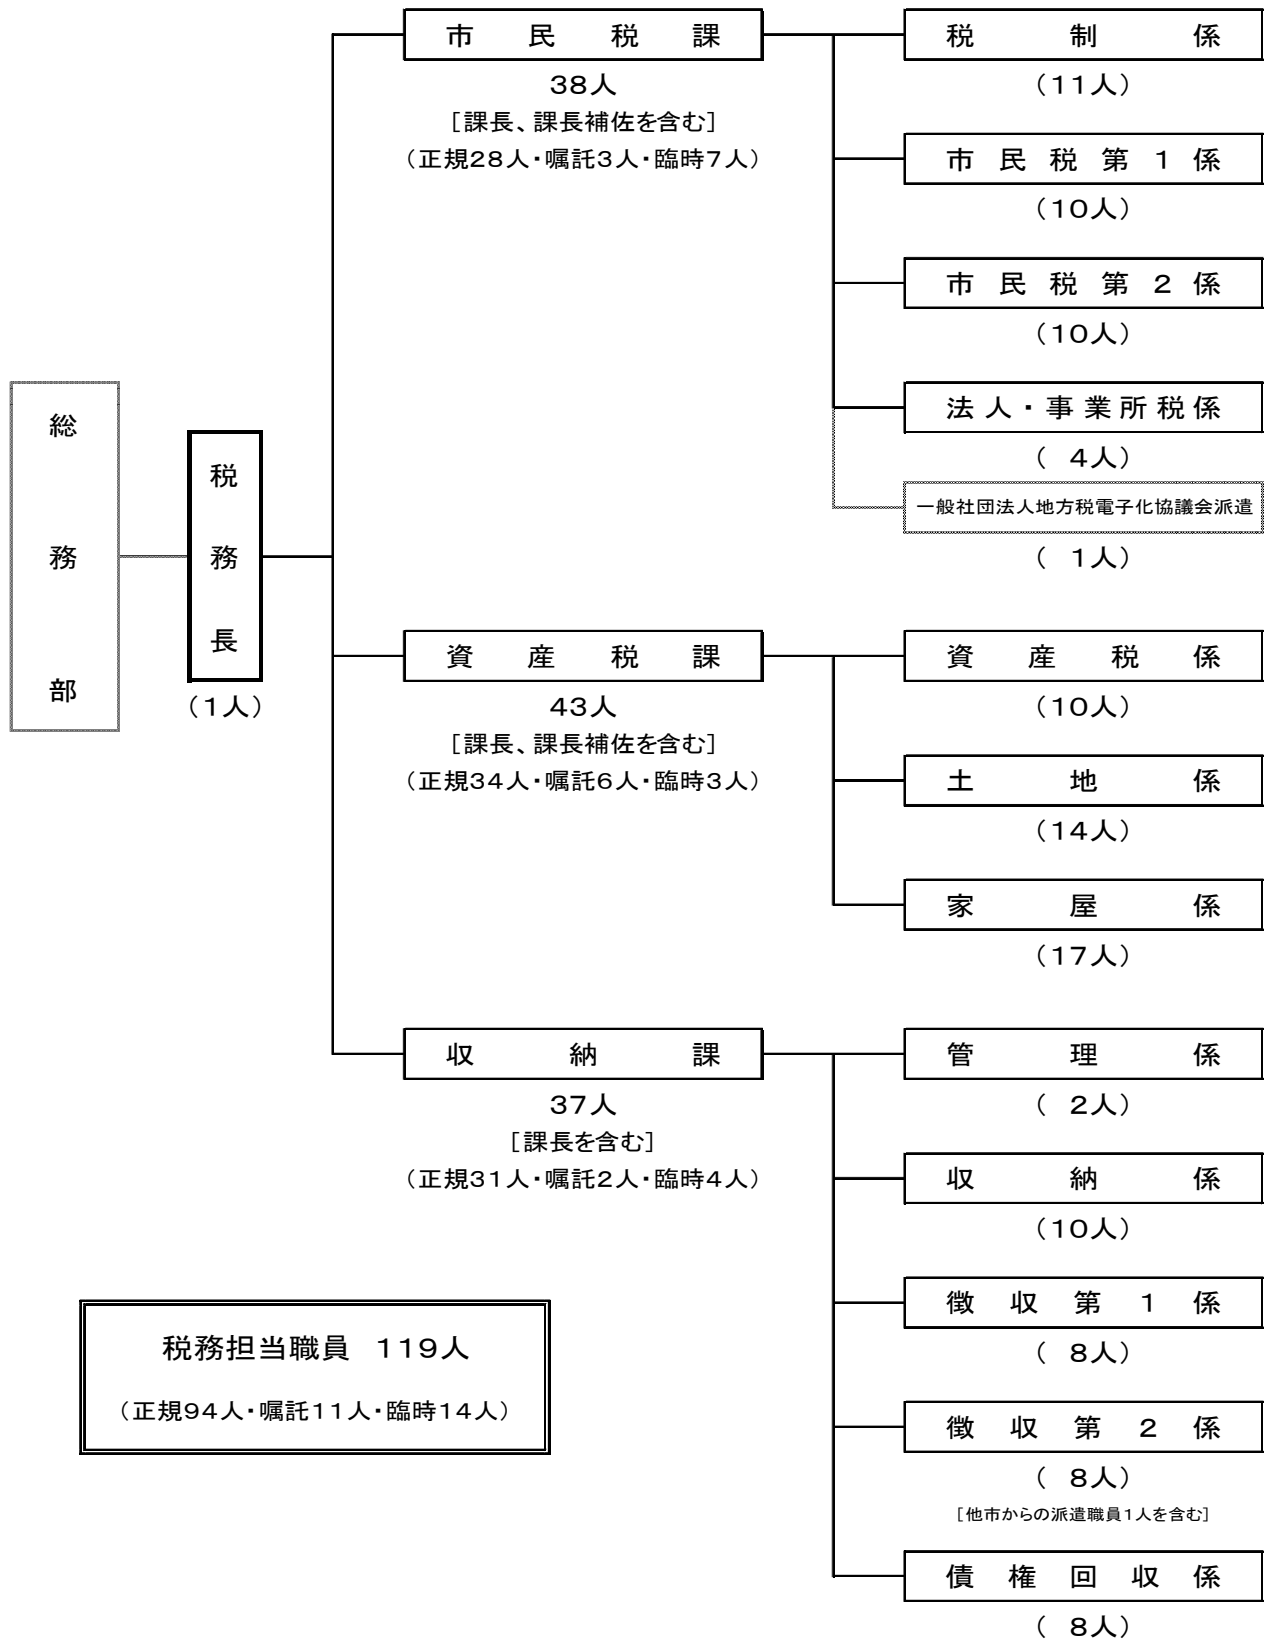 総務部
税務長
（1人）
市民税課
38人
［課長、課長補佐を含む］
（正規28人・嘱託3人・臨時7人）
税制係
（11人）
市民税第1係
（10人）
市民税第2係
（10人）
法人・事業所税係
（ 4人）
一般社団法人地方税電子化協議会派遣
（ 1人）
資産税課
43人
［課長、課長補佐を含む］
（正規34人・嘱託6人・臨時3人）
資産税係
（10人）
土地係
（14人）
家屋係
（17人）
収納課
37人
［課長を含む］
（正規31人・嘱託2人・臨時4人）
管理係
（ 2人）
収納係
（10人）
徴収第1係
（ 8人）
徴収第2係
（ 8人）
［他市からの派遣職員1人を含む］
債権回収係
（ 8人）
税務担当職員 119人
（正規94人・嘱託11人・臨時14人）